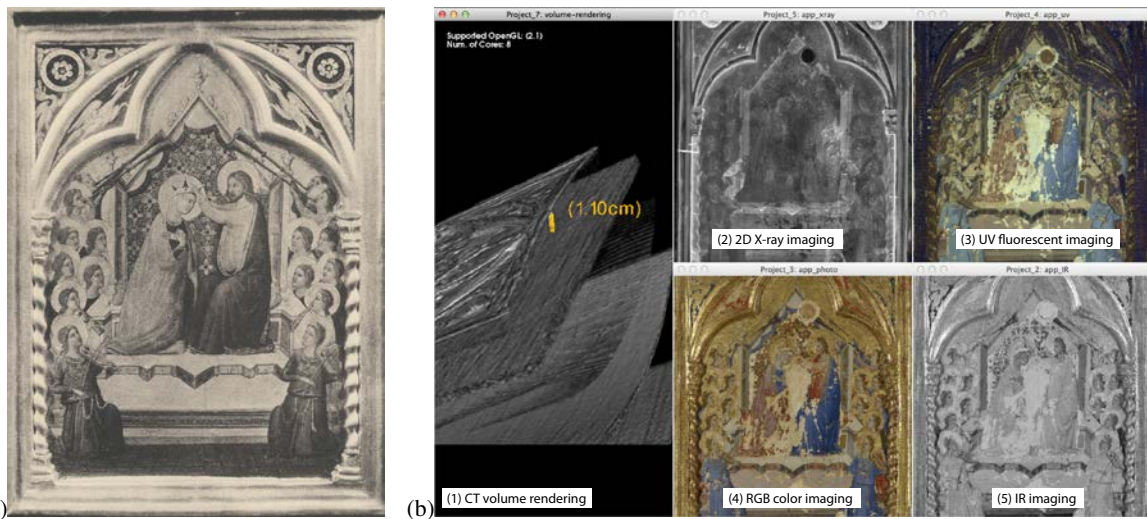 Project_7: volume-rendering
Project_5: app_xray
Project_4: app_uv
Supported OpenGL: (2.1)
Num. of Cores: 8
(1.10cm)
(2) 2D X-ray imaging
(3) UV fluorescent imaging
Project_3: app_photo
Project_2: app_IR
(1) CT volume rendering
(4) RGB color imaging
(5) IR imaging
)
(b)